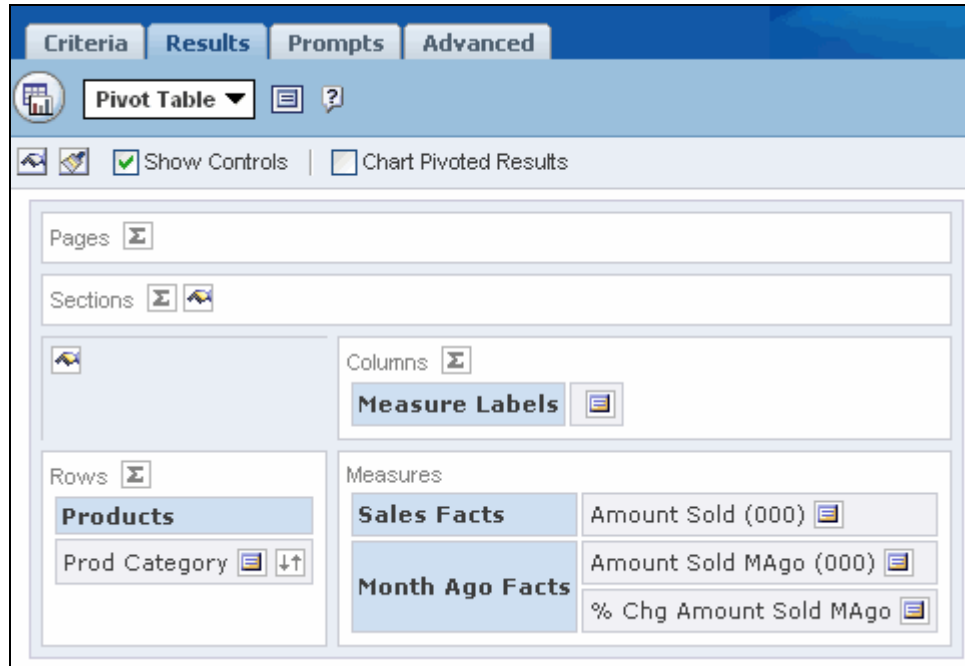 Criteria Results Prompts Advanced
Pivot Table
Show Controls | Chart Pivoted Results
Pages
Sections
Columns
Measure Labels
Rows
Products
Prod Category
Measures
Sales Facts Amount Sold (000)
Month Ago Facts Amount Sold MAgo (000)
% Chg Amount Sold MAgo